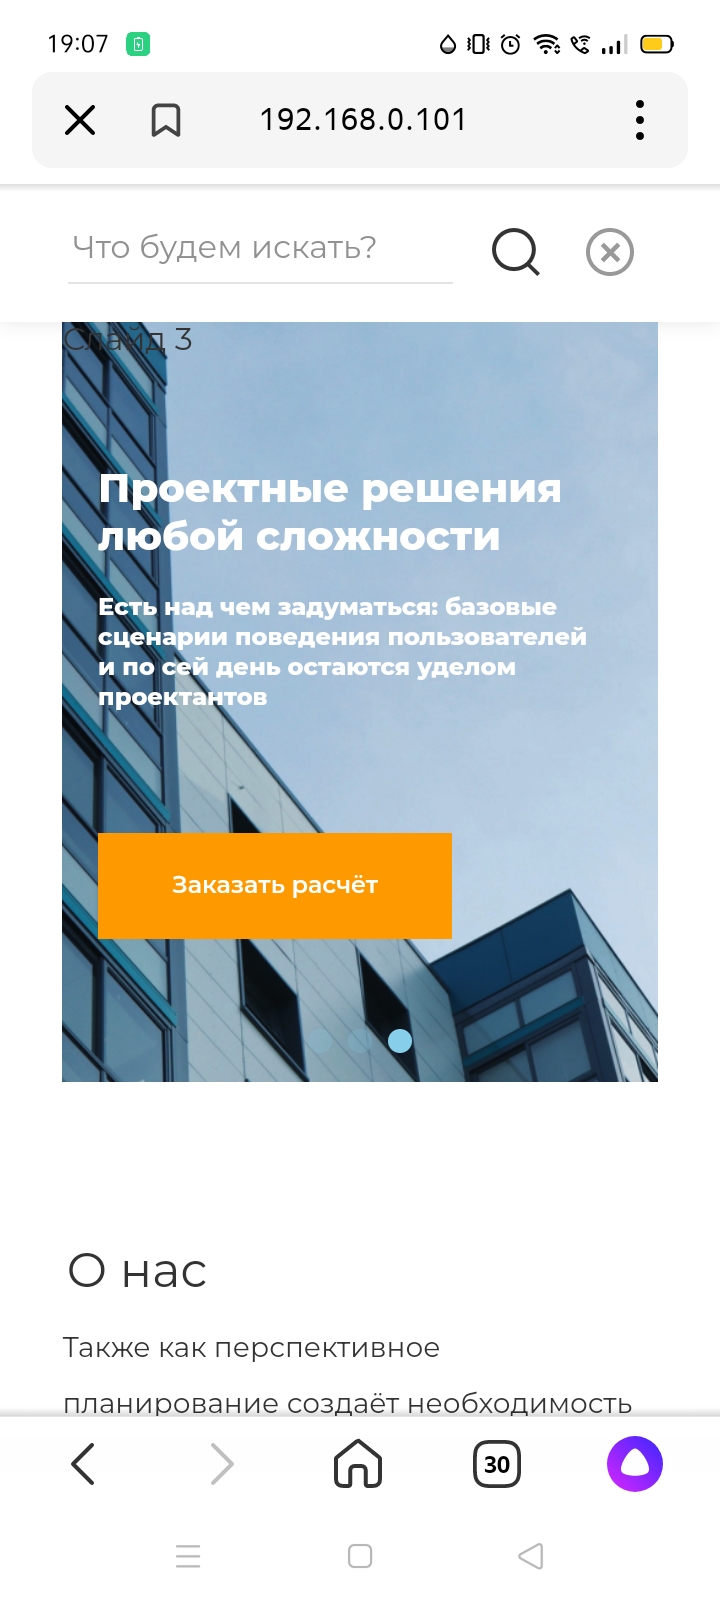 19:07
192.168.0.101
Что будем искать?
Слайд 3
Проектные решения
любой сложности
Есть над чем задуматься: базовые
сценарии поведения пользователей
и по сей день остаются уделом
проектантов
Заказать расчёт
О нас
Также как перспективное
планирование создаёт необходимость
30